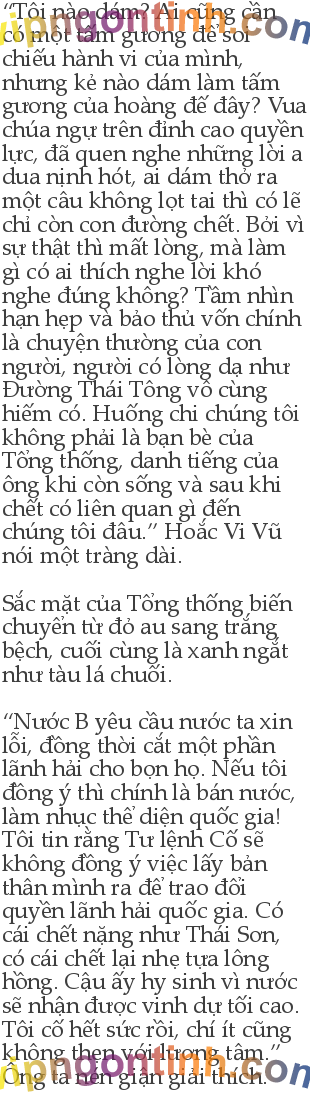 “Tôi nào dám? Ai cũng cần
có một tấm gương để soi
chiếu hành vi của mình,
nhưng kẻ nào dám làm tấm
gương của hoàng đế đây? Vua
chúa ngự trên đỉnh cao quyền
lực, đã quen nghe những lời a
dua nịnh hót, ai dám thở ra
một câu không lọt tai thì có lẽ
chỉ còn con đường chết. Bởi vì
sự thật thì mất lòng, mà làm
gì có ai thích nghe lời khó
nghe đúng không? Tầm nhìn
hạn hẹp và bảo thủ vốn chính
là chuyện thường của con
người, người có lòng dạ như
Đường Thái Tông vô cùng
hiếm có. Huống chi chúng tôi
không phải là bạn bè của
Tổng thống, danh tiếng của
ông khi còn sống và sau khi
chết có liên quan gì đến
chúng tôi đâu.” Hoắc Vi Vũ
nói một tràng dài.
Sắc mặt của Tổng thống biến
chuyển từ đỏ au sang trắng
bệch, cuối cùng là xanh ngắt
như tàu lá chuối.
“Nước B yêu cầu nước ta xin
lỗi, đồng thời cắt một phần
lãnh hải cho bọn họ. Nếu tôi
đồng ý thì chính là bán nước,
làm nhục thể diện quốc gia!
Tôi tin rằng Tư lệnh Cố sẽ
không đồng ý việc lấy bản
thân mình ra để trao đổi
quyền lãnh hải quốc gia. Có
cái chết nặng như Thái Sơn,
có cái chết lại nhẹ tựa lông
hồng. Cậu ấy hy sinh vì nước
sẽ nhận được vinh dự tối cao.
Tôi cố hết sức rồi, chí ít cũng
không thẹn với lương tâm.”
Ông ta nén giận giải thích.
vipngontinh.com
vipngontinh.com